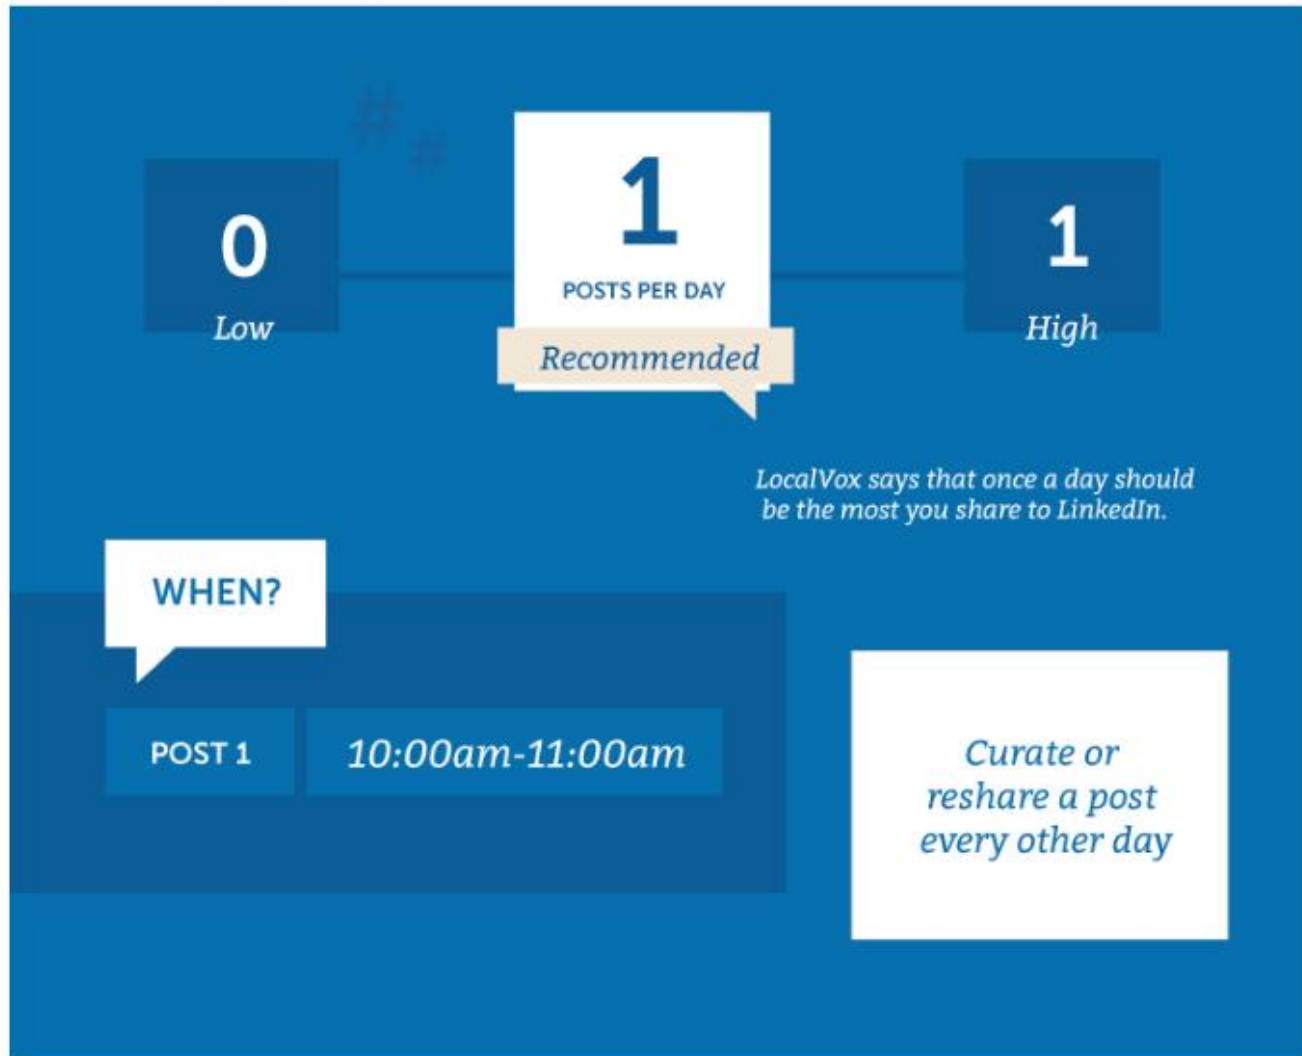 #
#
0
Low
1
POSTS PER DAY
Recommended
1
High
LocalVox says that once a day should
be the most you share to LinkedIn.
WHEN?
POST 1
10:00am-11:00am
Curate or
reshare a post
every other day